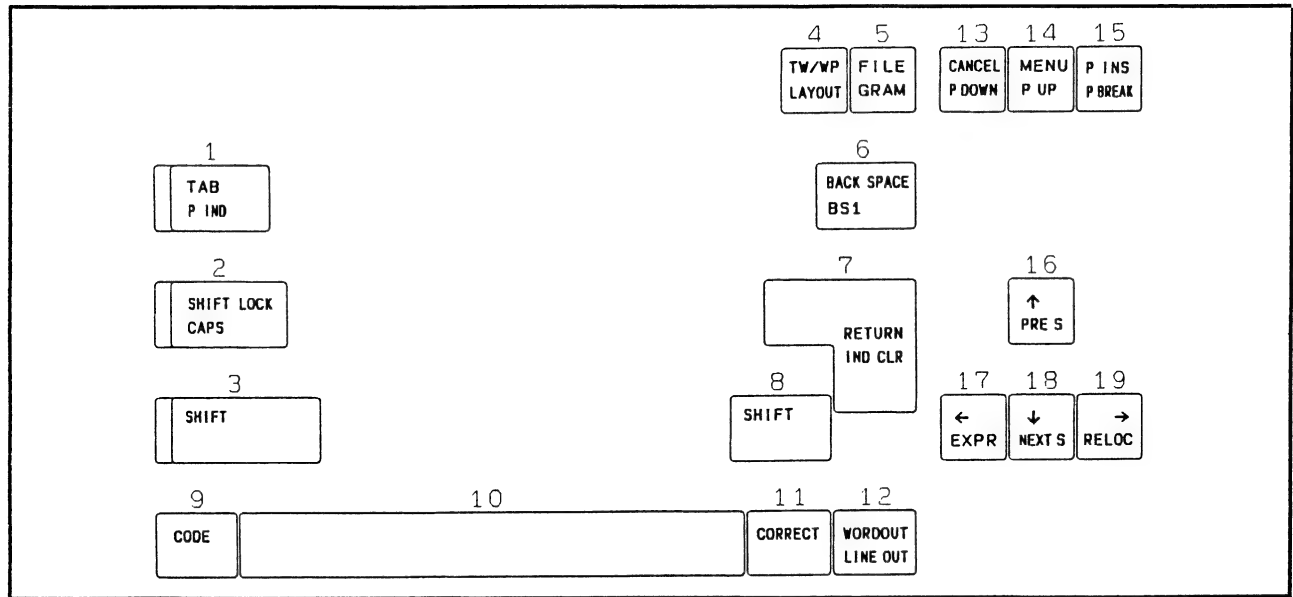 4 5 13 14 15
TW/WP FILE CANCEL MENU P INS
LAYOUT GRAM P DOWN P UP P BREAK
1 6
TAB BACK SPACE
P IND BS1
2 7 16
SHIFT LOCK ↑
CAPS RETURN PRE S
IND CLR
3 8 17 18 19
SHIFT SHIFT ← ↓ →
EXPR NEXT S RELOC
9 10 11 12
CODE CORRECT WORDOUT
LINE OUT